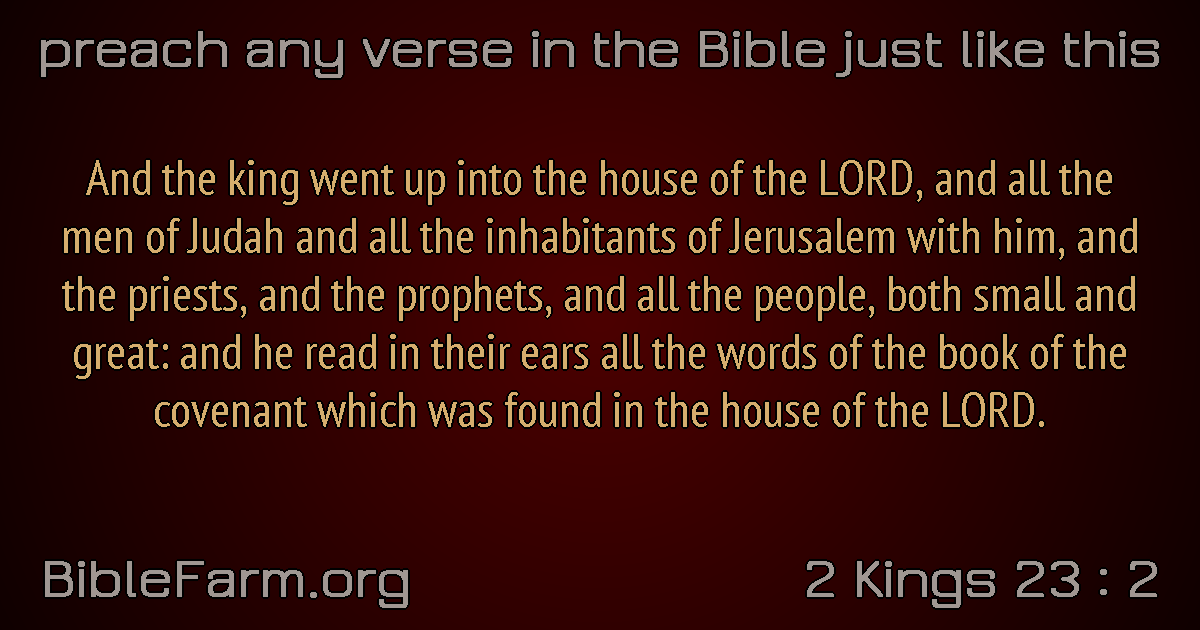 preach any verse in the Bible just like this
And the king went up into the house of the LORD, and all the
men of Judah and all the inhabitants of Jerusalem with him, and
the priests, and the prophets, and all the people, both small and
great: and he read in their ears all the words of the book of the
covenant which was found in the house of the LORD.
BibleFarm.org
2 Kings 23 : 2